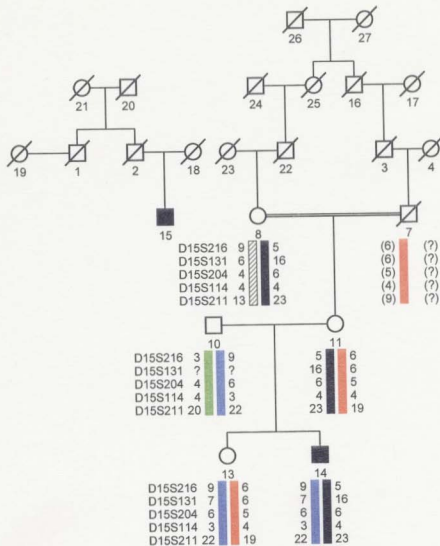 26 27
21 20 24 25 16 17
19 1 2 18 23 22 3 4
15 8 7
D15S216 9 5 (6) (?)
D15S131 6 16 (6) (?)
D15S204 4 6 (5) (?)
D15S114 4 4 (4) (?)
D15S211 13 23 (9) (?)
10 11
D15S216 3 9 5 6
D15S131 ? ? 16 6
D15S204 4 6 6 5
D15S114 4 3 4 4
D15S211 20 22 23 19
13 14
D15S216 9 6 9 5
D15S131 7 6 7 16
D15S204 6 5 6 6
D15S114 3 4 3 4
D15S211 22 19 22 23